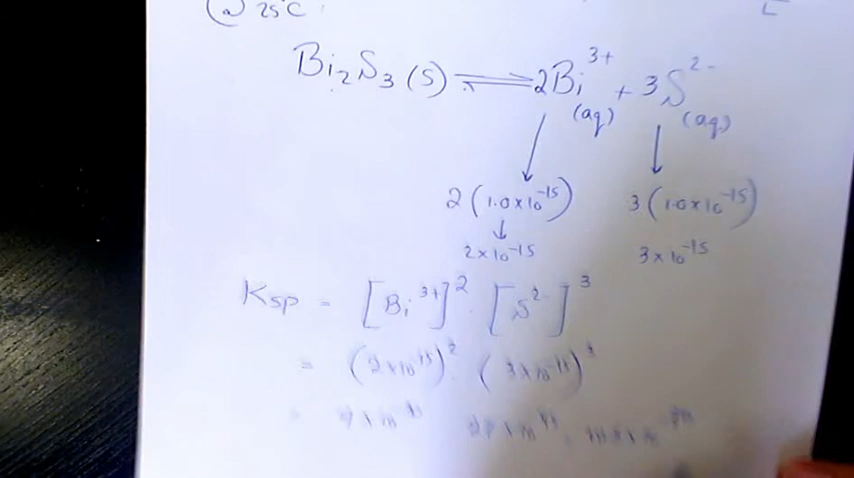 @ 25°C
Bi₂S₃(s) ⇌ 2Bi³⁺(aq) + 3S²⁻(aq)
2(1.0×10⁻¹⁵) 3(1.0×10⁻¹⁵)
2×10⁻¹⁵ 3×10⁻¹⁵
Ksp = [Bi³⁺]² · [S²⁻]³
= (2×10⁻¹⁵)² · (3×10⁻¹⁵)³